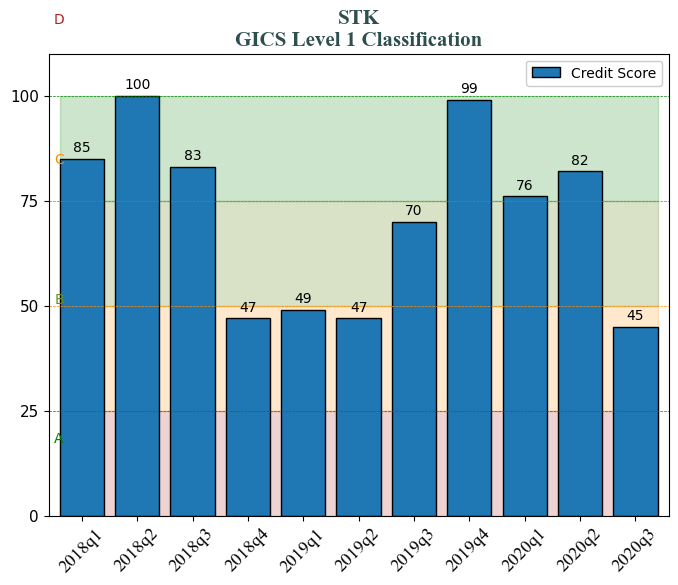 D
STK
GICS Level 1 Classification
Credit Score
100
75
50
25
0
C
B
A
85
100
83
47
49
47
70
99
76
82
45
2018q1
2018q2
2018q3
2018q4
2019q1
2019q2
2019q3
2019q4
2020q1
2020q2
2020q3